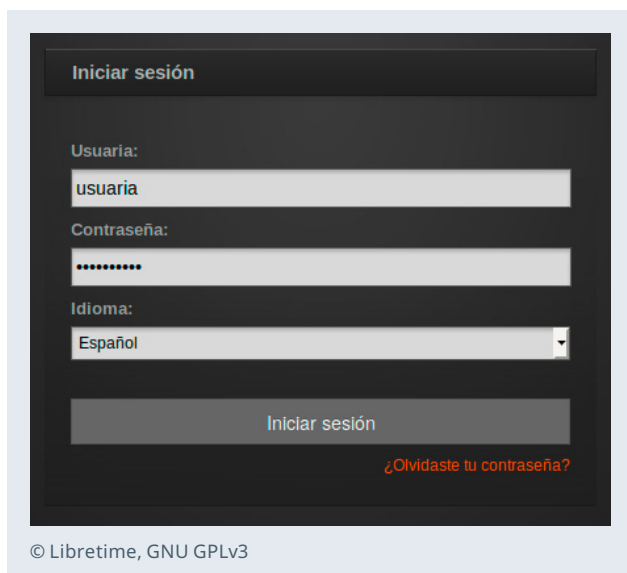 Iniciar sesión
Usuaria:
usuaria
Contraseña:
••••••••••
Idioma:
Español
Iniciar sesión
¿Olvidaste tu contraseña?
© Libretime, GNU GPLv3